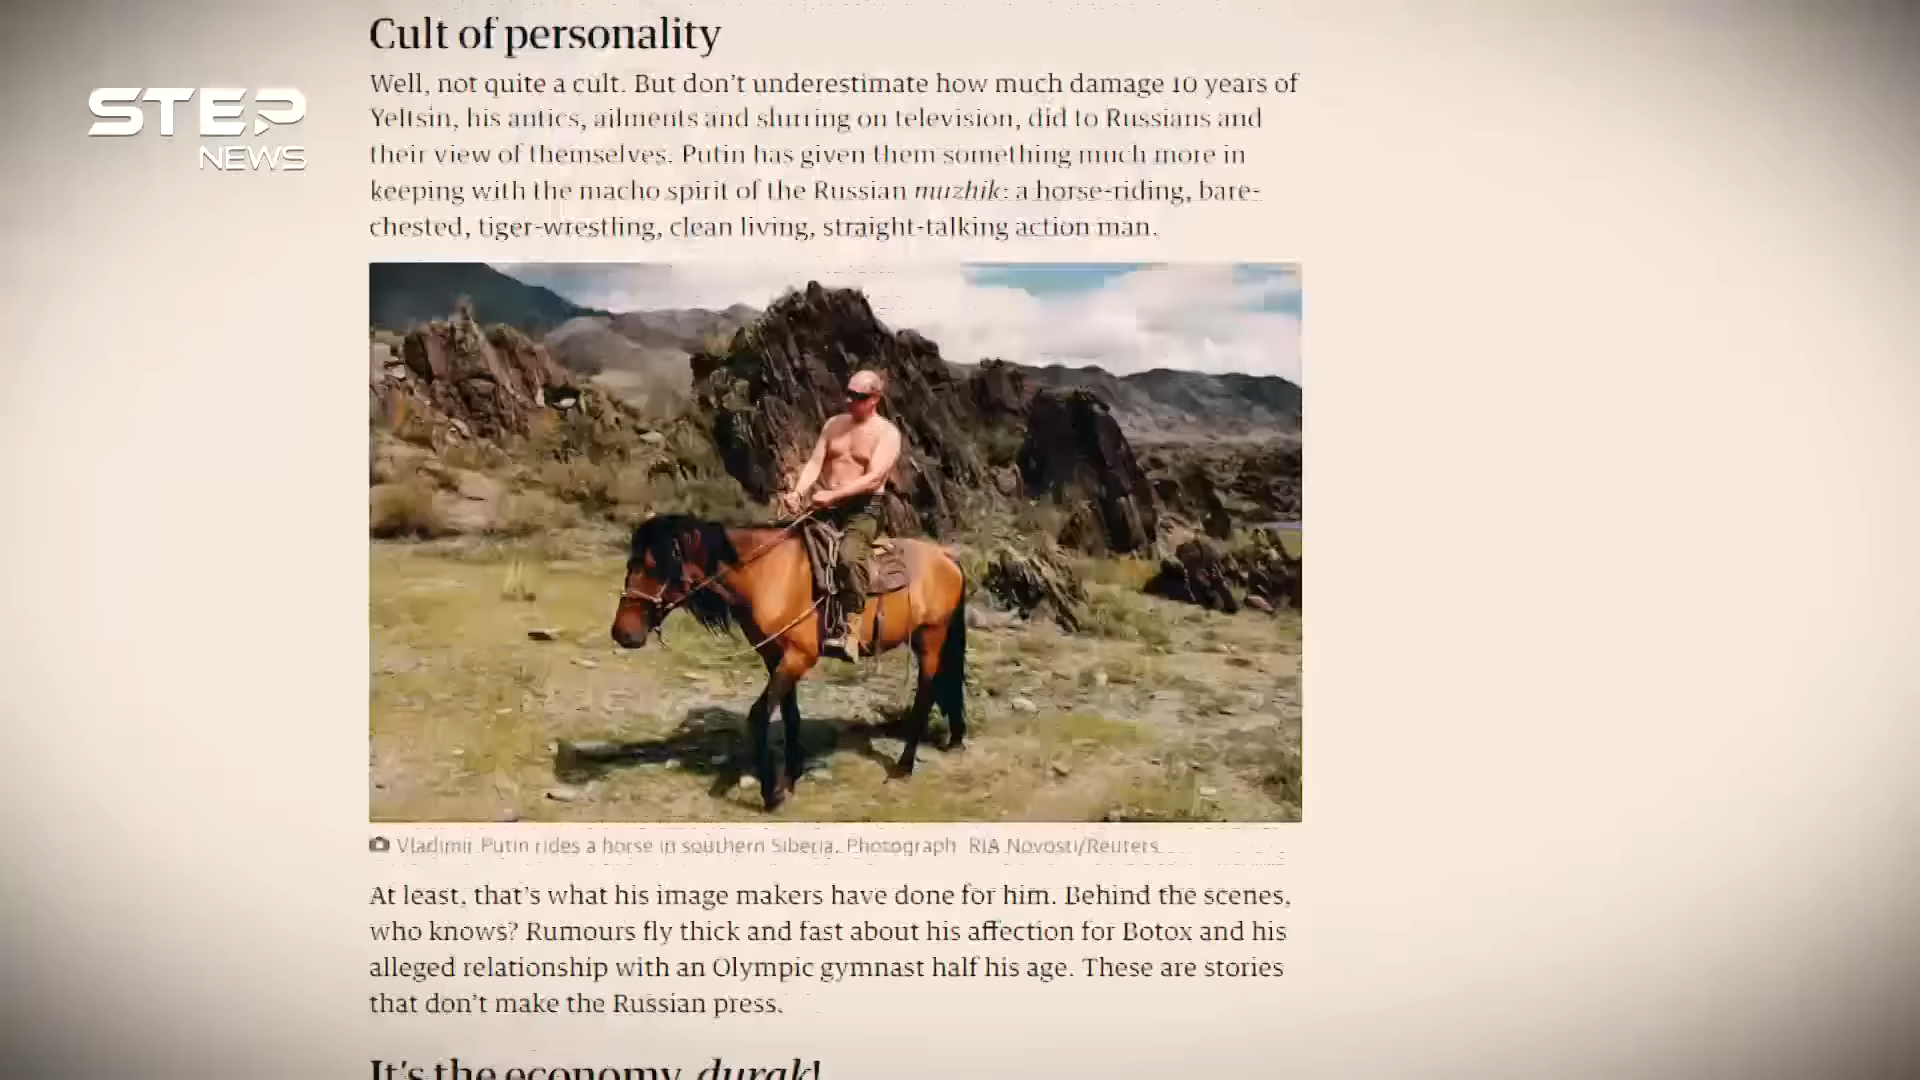 Cult of personality
STEP
NEWS
Well, not quite a cult. But don't underestimate how much damage 10 years of
Yeltsin, his antics, ailments and slurring on television, did to Russians and
their view of themselves. Putin has given them something much more in
keeping with the macho spirit of the Russian muzhik: a horse-riding, bare-
chested, tiger-wrestling, clean living, straight-talking action man.
Vladimir Putin rides a horse in southern Siberia. Photograph RIA Novosti/Reuters
At least, that's what his image makers have done for him. Behind the scenes,
who knows? Rumours fly thick and fast about his affection for Botox and his
alleged relationship with an Olympic gymnast half his age. These are stories
that don't make the Russian press.
It's the economy, durak!